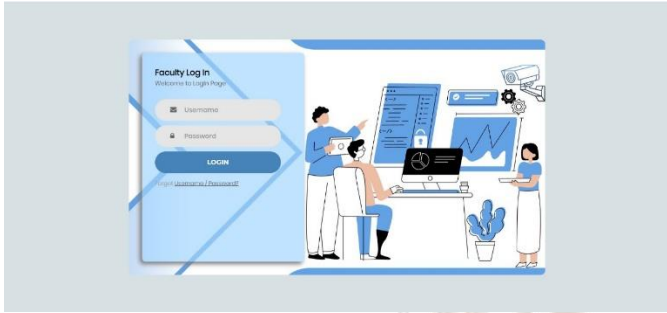 Faculty Log In
Welcome to Login Page
Username
Password
LOGIN
Forgot Username / Password?